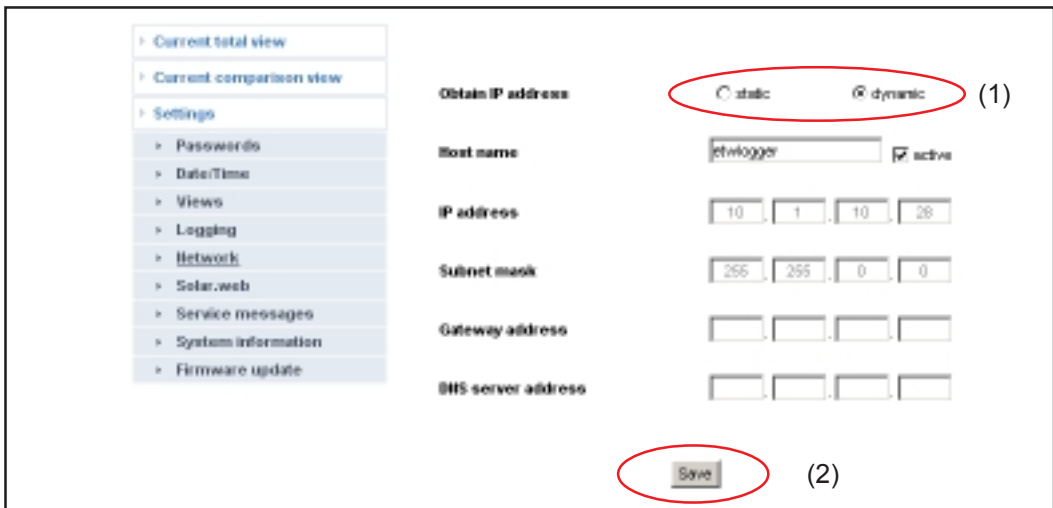 Current total view
Current comparison view
Settings
Passwords
Date/Time
Views
Logging
Network
Solar.web
Service messages
System information
Firmware update
Obtain IP address static dynamic (1)
Host name etwlogger active
IP address 10 . 1 . 10 . 28
Subnet mask 255 . 255 . 0 . 0
Gateway address . . .
DNS server address . . .
Save (2)